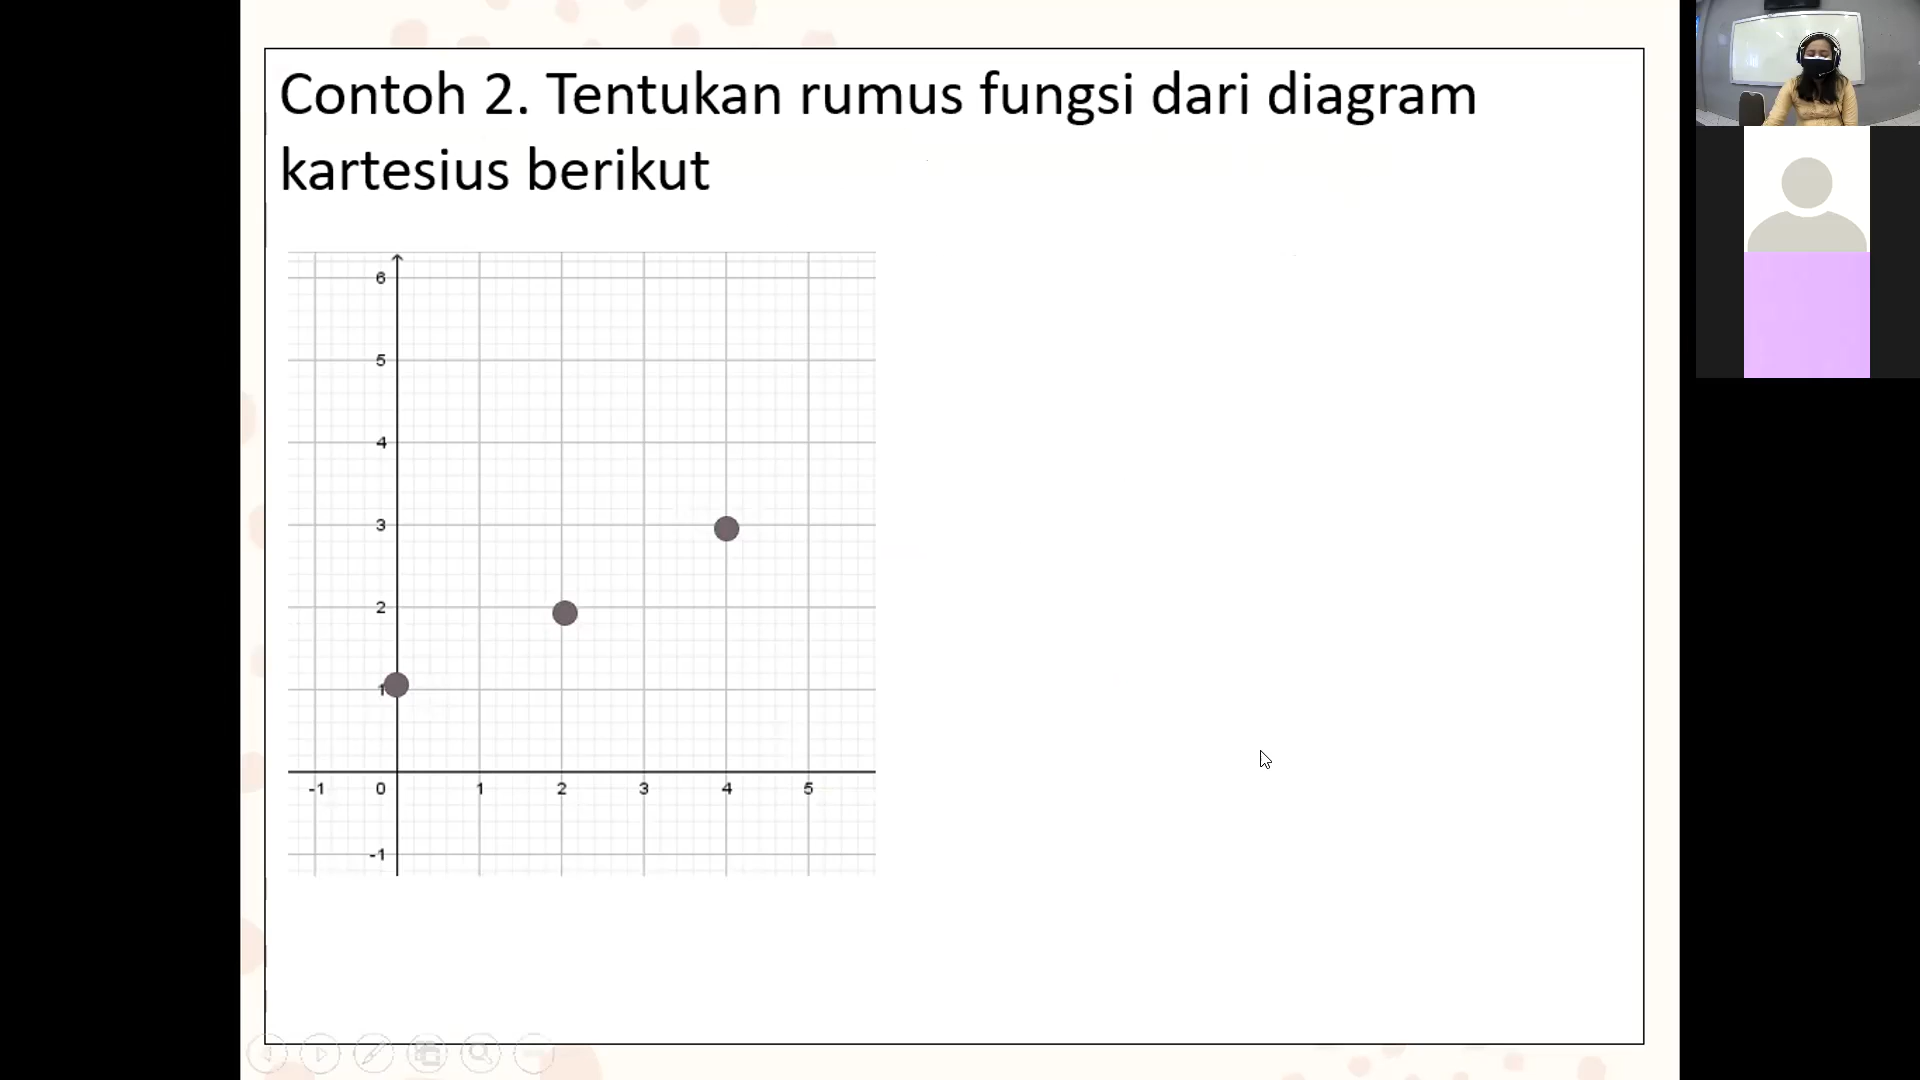 Contoh 2. Tentukan rumus fungsi dari diagram
kartesius berikut
6
5
4
3
2
1
-1 0 1 2 3 4 5
-1